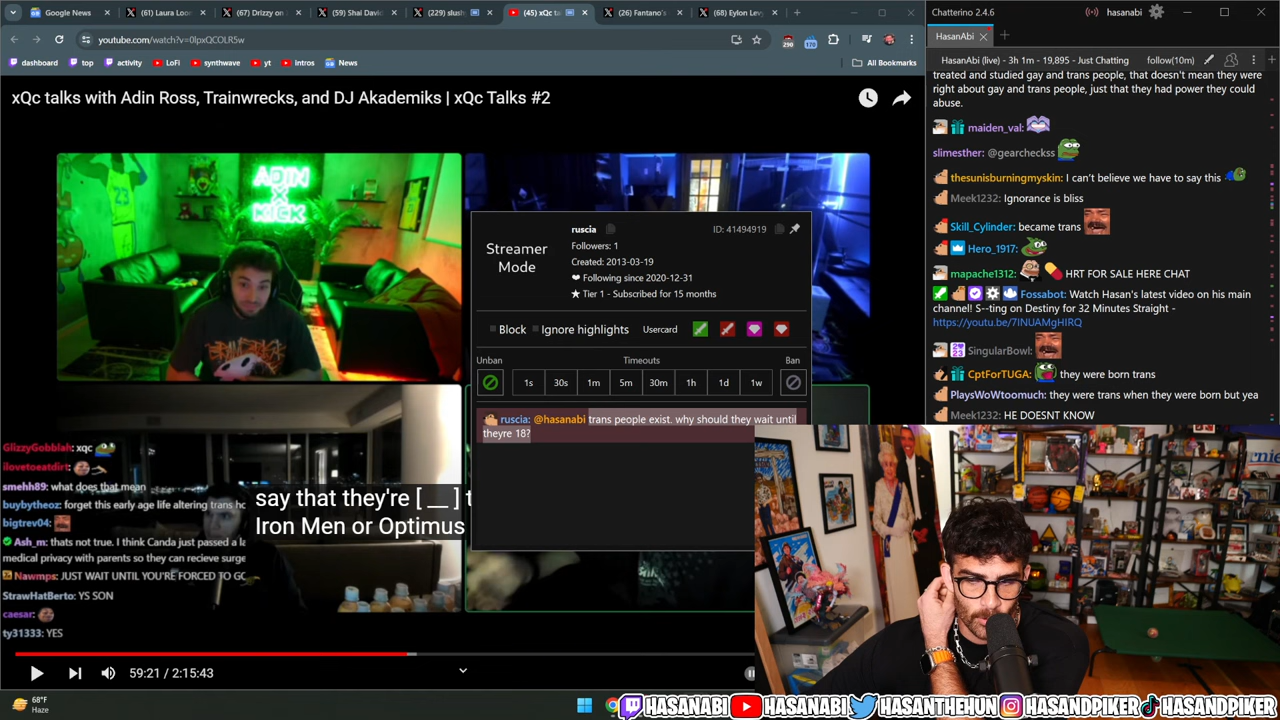 Google News
(61) Laura Loo
(67) Drizzy on
(59) Shai David
(229) slush
(45) xQc ta
(26) Fantano's
(68) Eylon Lev
youtube.com/watch?v=0lpxQCOLR5w
290
170
dashboard
top
activity
LoFi
synthwave
yt
intros
News
All Bookmarks
xQc talks with Adin Ross, Trainwrecks, and DJ Akademiks | xQc Talks #2
ADIN
X
KICK
23
Streamer
Mode
ruscia
ID: 41494919
Followers: 1
Created: 2013-03-19
❤ Following since 2020-12-31
★ Tier 1 - Subscribed for 15 months
Block
Ignore highlights
Usercard
Unban
Timeouts
Ban
1s
30s
1m
5m
30m
1h
1d
1w
ruscia: @hasanabi trans people exist. why should they wait until
theyre 18?
GlizzyGobblah: xqc
ilovetoeatdirt:
smehh89: what does that mean
buybytheoz: forget this early age life altering trans ho
bigtrev04:
Ash_m: thats not true. I think Canda just passed a la
medical privacy with parents so they can recieve surge
Nawmps: JUST WAIT UNTIL YOU'RE FORCED TO GO
StrawHatBerto: YS SON
caesar:
ty31333: YES
say that they're [ __ ] t
Iron Men or Optimus
59:21 / 2:15:43
68°F
Haze
Chatterino 2.4.6
hasanabi
HasanAbi
HasanAbi (live) - 3h 1m - 19,895 - Just Chatting
follow(10m)
treated and studied gay and trans people, that doesn't mean they were
right about gay and trans people, just that they had power they could
abuse.
maiden_val:
slimesther: @gearcheckss
thesunisburningmyskin: I can't believe we have to say this
Meek1232: Ignorance is bliss
Skill_Cylinder: became trans
Hero_1917:
mapache1312: HRT FOR SALE HERE CHAT
Fossabot: Watch Hasan's latest video on his main
channel! S--ting on Destiny for 32 Minutes Straight -
https://youtu.be/7INUAMgHIRQ
SingularBowl:
CptForTUGA: they were born trans
PlaysWoWtoomuch: they were trans when they were born but yea
Meek1232: HE DOESNT KNOW
HASANABI
HASANABI
HASANTHEHUN
HASANDPIKER
HASANDPIKER